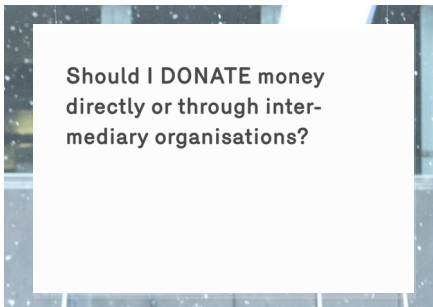 Should I DONATE money
directly or through inter-
mediary organisations?